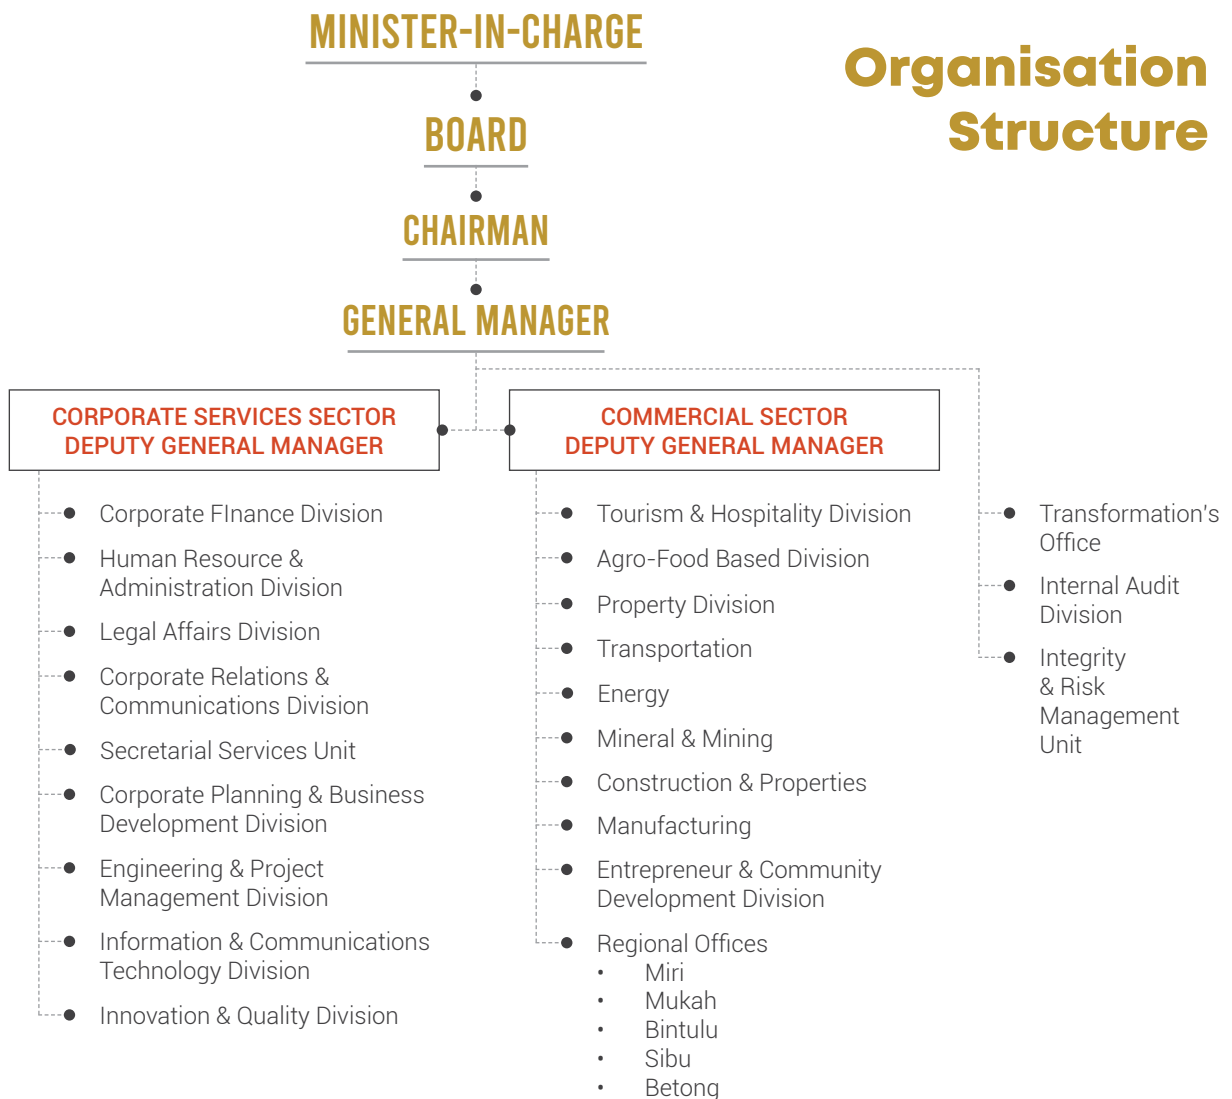 MINISTER-IN-CHARGE
Organisation
Structure
BOARD
CHAIRMAN
GENERAL MANAGER
CORPORATE SERVICES SECTOR
DEPUTY GENERAL MANAGER
Corporate FInance Division
Human Resource &
Administration Division
Legal Affairs Division
Corporate Relations &
Communications Division
Secretarial Services Unit
Corporate Planning & Business
Development Division
Engineering & Project
Management Division
Information & Communications
Technology Division
Innovation & Quality Division
COMMERCIAL SECTOR
DEPUTY GENERAL MANAGER
Tourism & Hospitality Division
Agro-Food Based Division
Property Division
Transportation
Energy
Mineral & Mining
Construction & Properties
Manufacturing
Entrepreneur & Community
Development Division
Regional Offices
• Miri
• Mukah
• Bintulu
• Sibu
• Betong
Transformation's
Office
Internal Audit
Division
Integrity
& Risk
Management
Unit